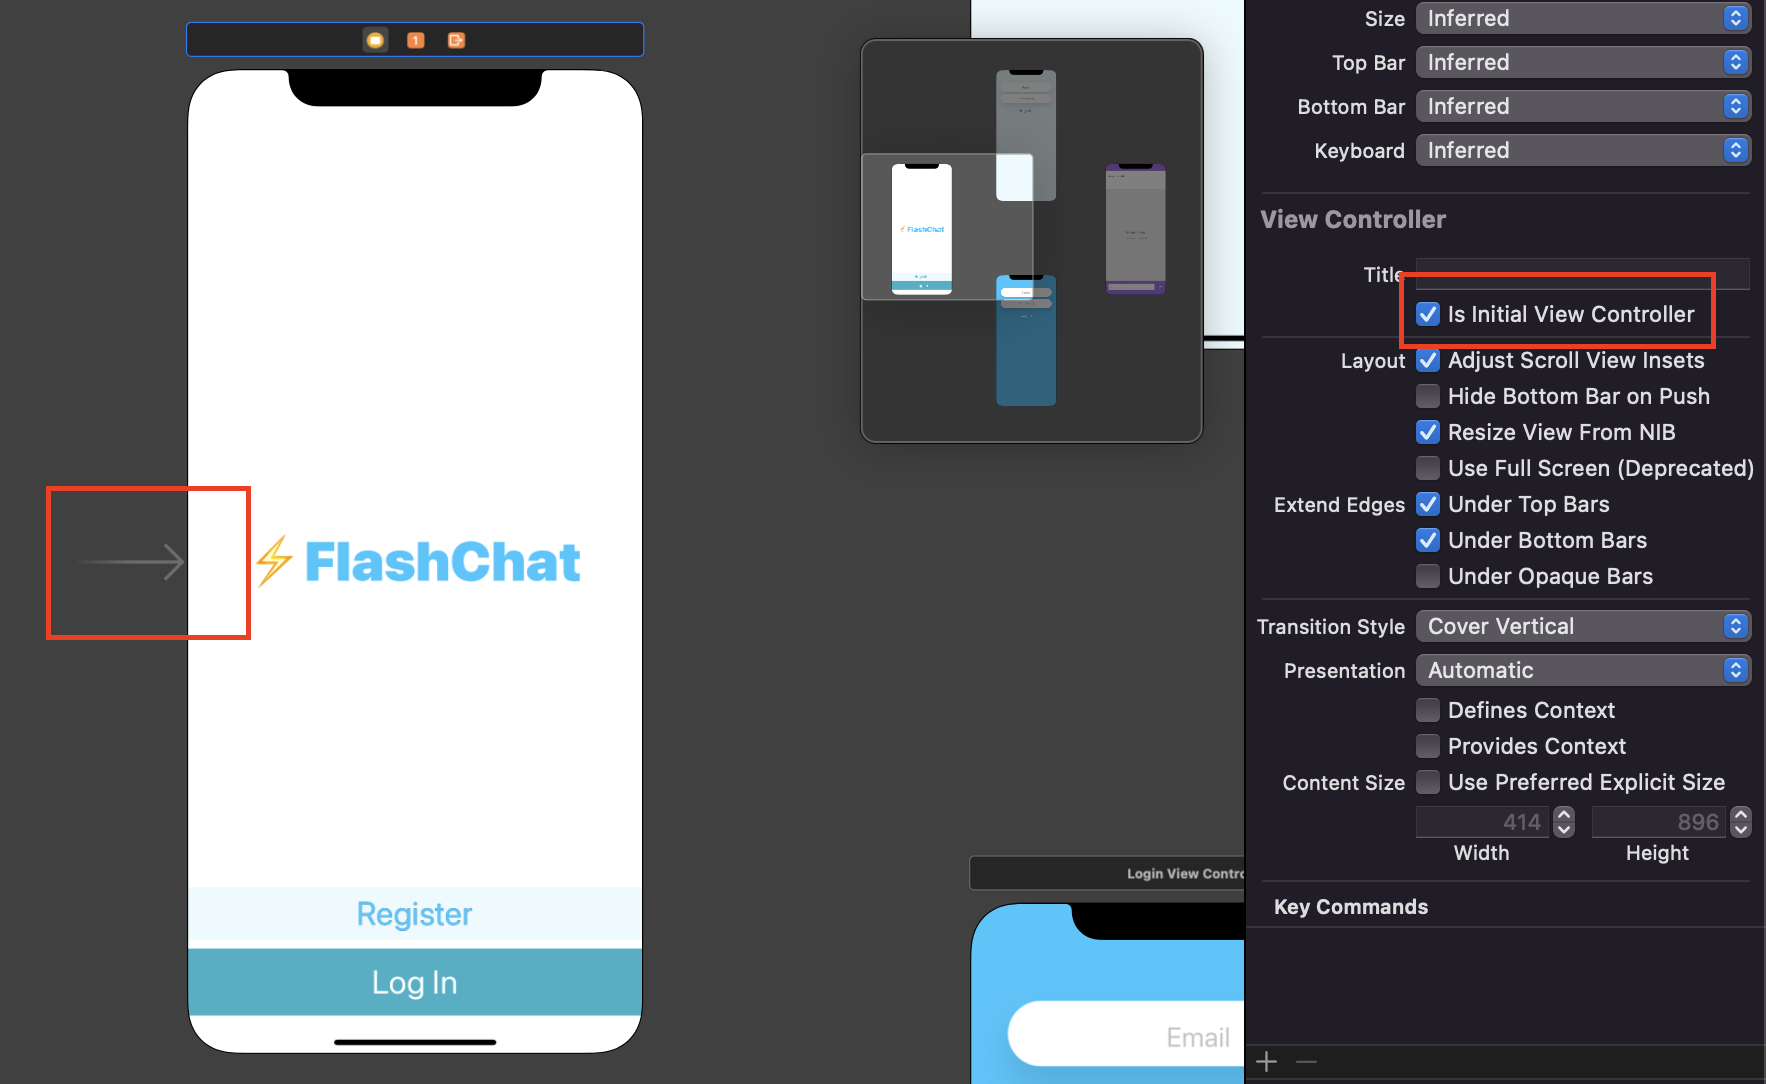 1
FlashChat
Register
Log In
FlashChat
Login View Contro
Email
Size Inferred
Top Bar Inferred
Bottom Bar Inferred
Keyboard Inferred
View Controller
Title
Is Initial View Controller
Layout Adjust Scroll View Insets
Hide Bottom Bar on Push
Resize View From NIB
Use Full Screen (Deprecated)
Extend Edges Under Top Bars
Under Bottom Bars
Under Opaque Bars
Transition Style Cover Vertical
Presentation Automatic
Defines Context
Provides Context
Content Size Use Preferred Explicit Size
414 896
Width Height
Key Commands